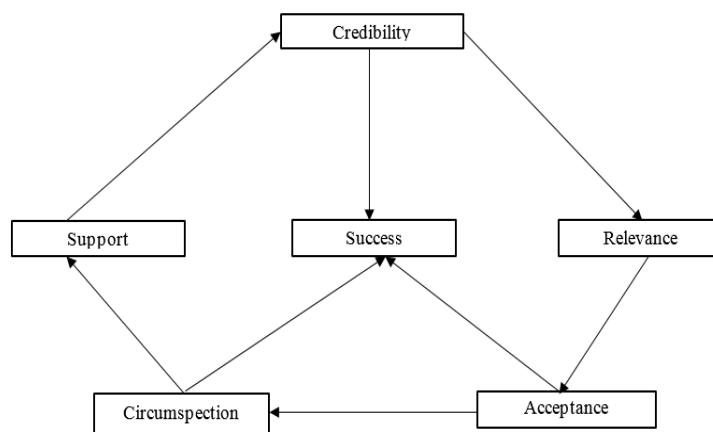 Credibility
Support
Success
Relevance
Circumspection
Acceptance